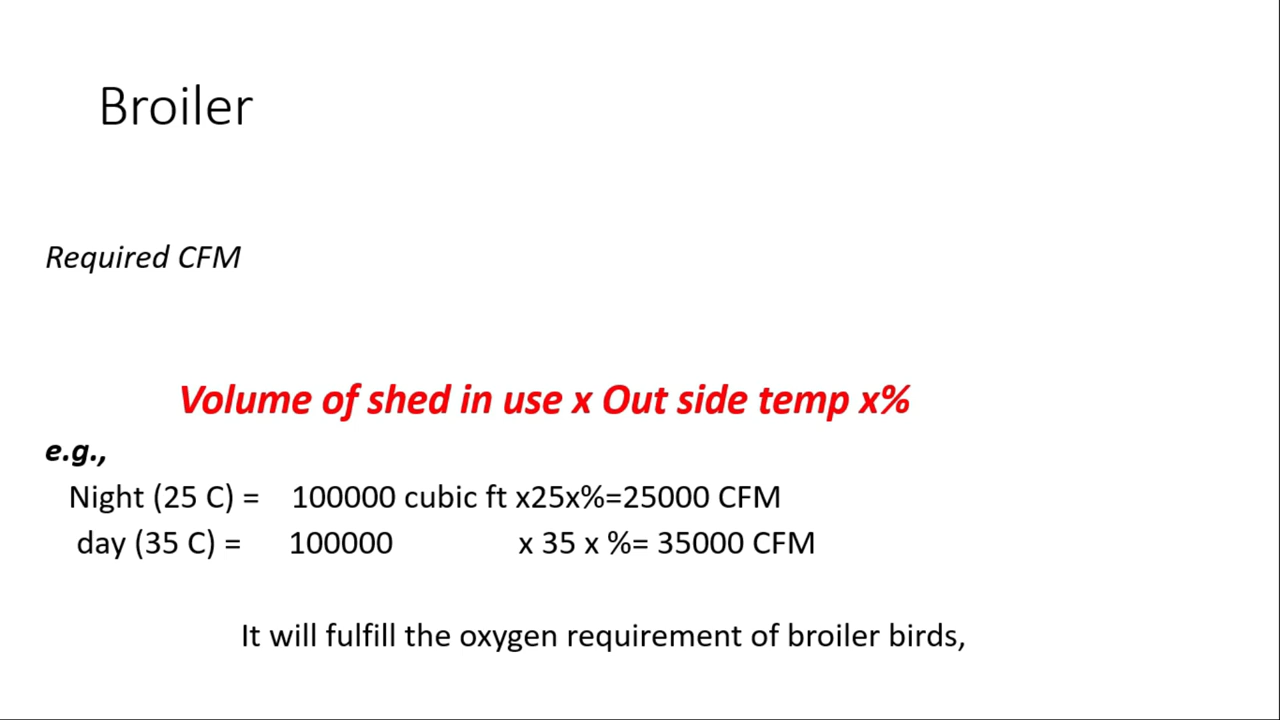 Broiler
Required CFM
Volume of shed in use x Out side temp x%
e.g.,
Night (25 C) = 100000 cubic ft x25x%=25000 CFM
day (35 C) = 100000 x 35 x %= 35000 CFM
It will fulfill the oxygen requirement of broiler birds,